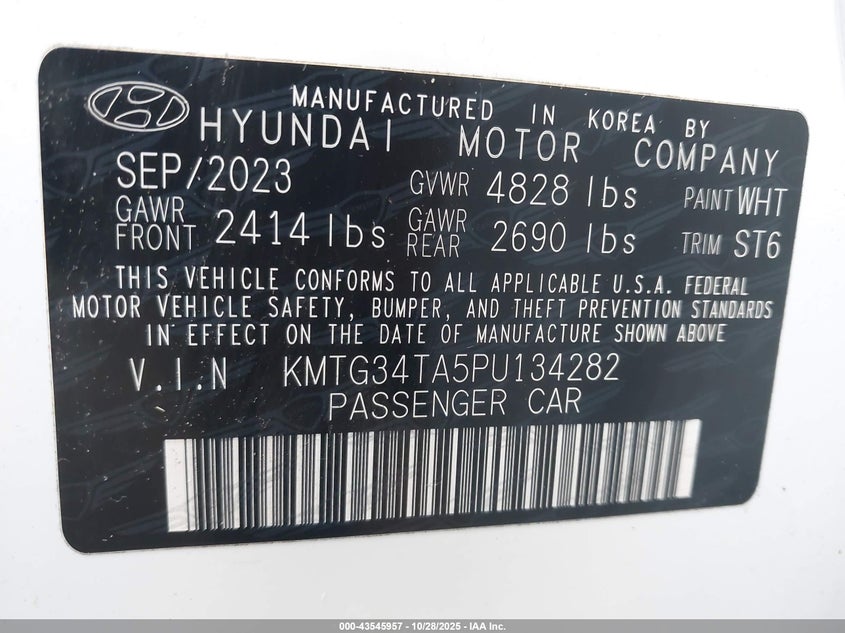 MANUFACTURED IN KOREA BY
HYUNDAI MOTOR COMPANY
SEP/2023 GVWR 4828 lbs PAINT WHT
GAWR FRONT 2414 lbs GAWR REAR 2690 lbs TRIM ST6
THIS VEHICLE CONFORMS TO ALL APPLICABLE U.S.A. FEDERAL
MOTOR VEHICLE SAFETY, BUMPER, AND THEFT PREVENTION STANDARDS
IN EFFECT ON THE DATE OF MANUFACTURE SHOWN ABOVE
V.I.N KMTG34TA5PU134282
PASSENGER CAR
000-43545957 | 10/28/2025 - IAA Inc.